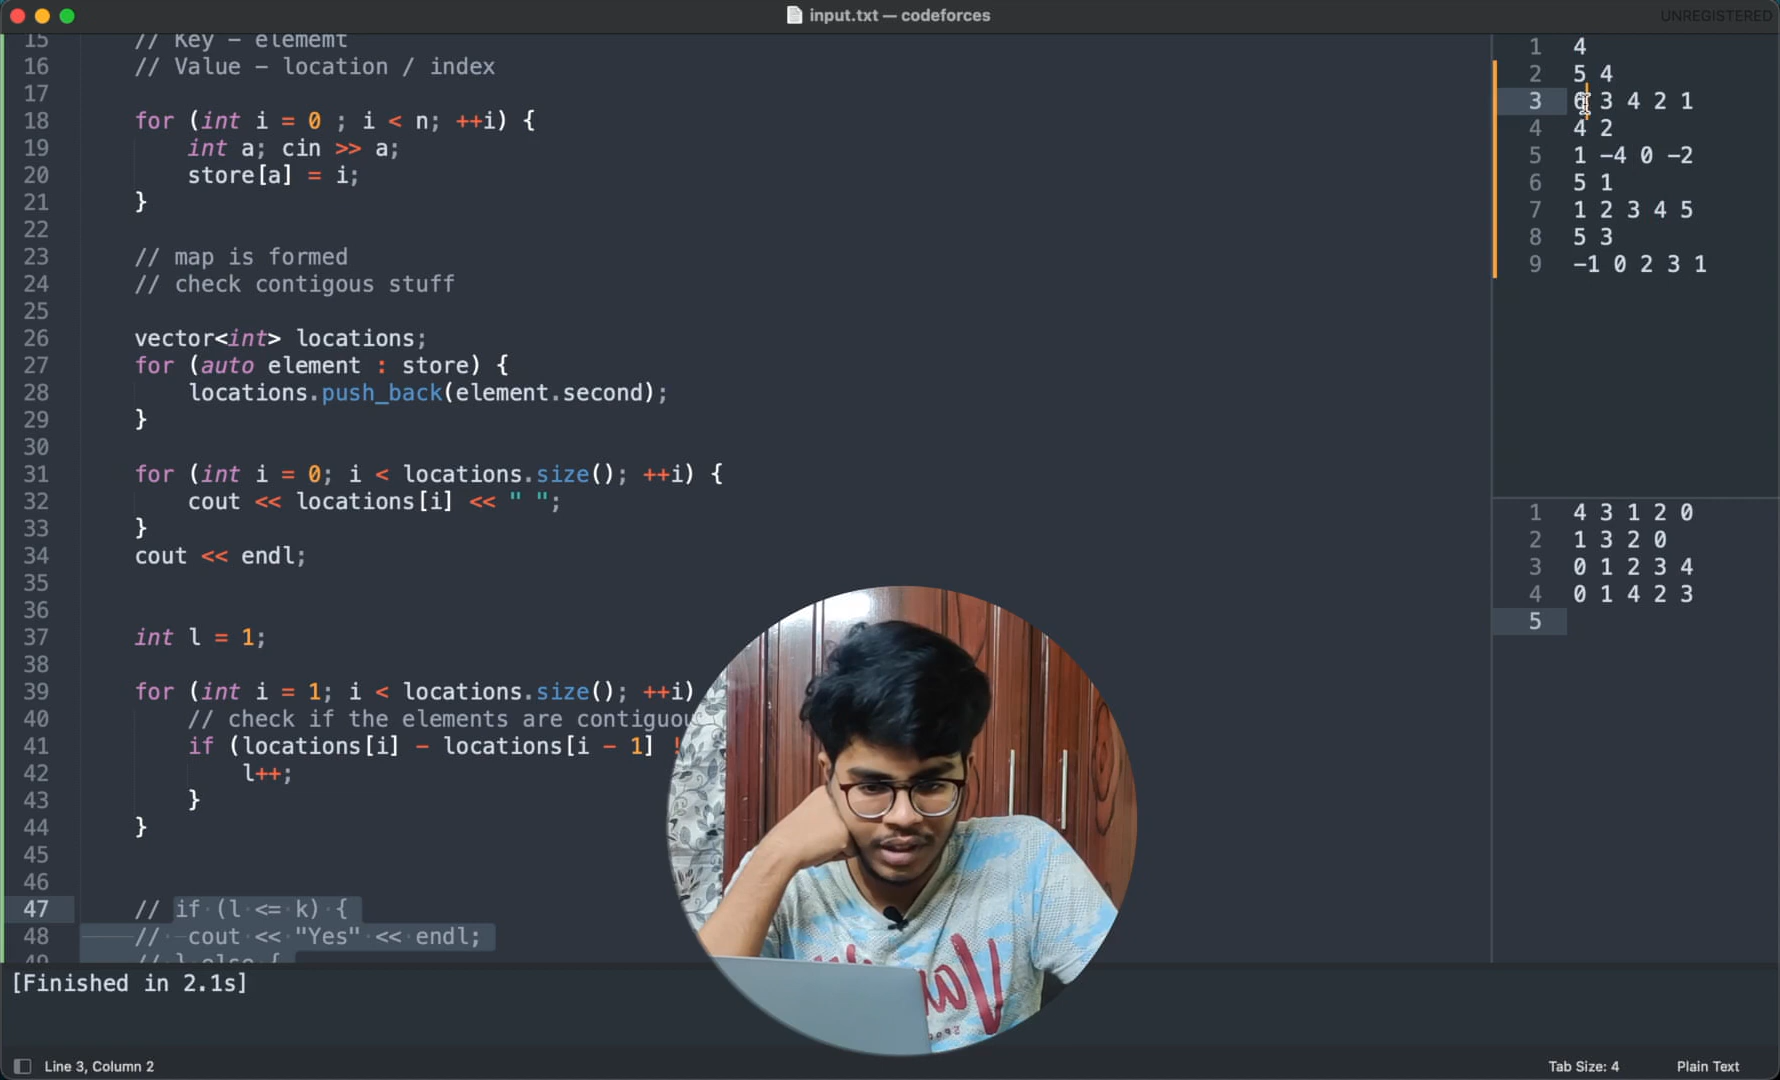 input.txt — codeforces
UNREGISTERED
15 // Key – elememt
16 // Value – location / index
17
18 for (int i = 0 ; i < n; ++i) {
19 int a; cin >> a;
20 store[a] = i;
21 }
22
23 // map is formed
24 // check contigous stuff
25
26 vector<int> locations;
27 for (auto element : store) {
28 locations.push_back(element.second);
29 }
30
31 for (int i = 0; i < locations.size(); ++i) {
32 cout << locations[i] << " ";
33 }
34 cout << endl;
35
36
37 int l = 1;
38
39 for (int i = 1; i < locations.size(); ++i)
40 // check if the elements are contiguou
41 if (locations[i] – locations[i – 1] !
42 l++;
43 }
44 }
45
46
47 // if (l <= k) {
48 // cout << "Yes" << endl;
49 // } else {
1 4
2 5 4
3 6 3 4 2 1
4 4 2
5 1 –4 0 –2
6 5 1
7 1 2 3 4 5
8 5 3
9 –1 0 2 3 1
1 4 3 1 2 0
2 1 3 2 0
3 0 1 2 3 4
4 0 1 4 2 3
5
[Finished in 2.1s]
Line 3, Column 2
Tab Size: 4
Plain Text